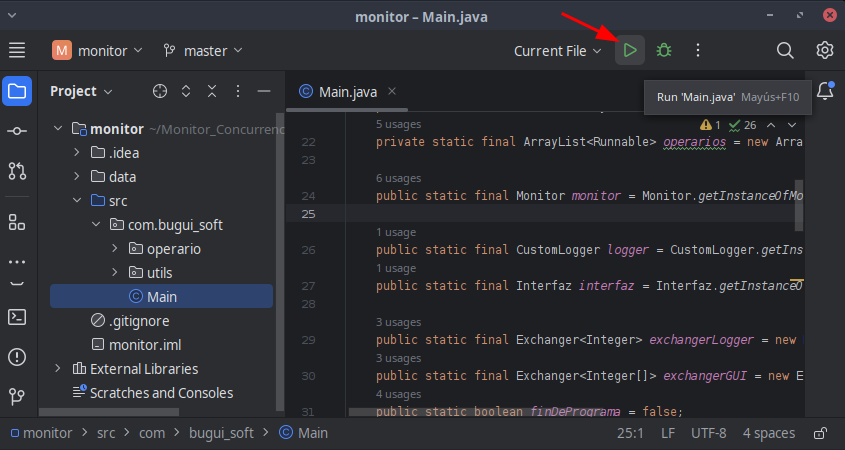 monitor – Main.java
M monitor master Current File
Project
Main.java
Run 'Main.java' Mayús+F10
monitor ~/Monitor_Concurrenc
.idea
data
src
com.bugui_soft
operario
utils
Main
.gitignore
monitor.iml
External Libraries
Scratches and Consoles
1 26
5 usages
22 private static final ArrayList<Runnable> operarios = new Arra
23
6 usages
24 public static final Monitor monitor = Monitor.getInstanceOfMo
25
1 usage
26 public static final CustomLogger logger = CustomLogger.getIns
1 usage
27 public static final Interfaz interfaz = Interfaz.getInstanceO
28
3 usages
29 public static final Exchanger<Integer> exchangerLogger = new
3 usages
30 public static final Exchanger<Integer[]> exchangerGUI = new E
4 usages
31 public static boolean finDePrograma = false;
monitor > src > com > bugui_soft > Main 25:1 LF UTF-8 4 spaces